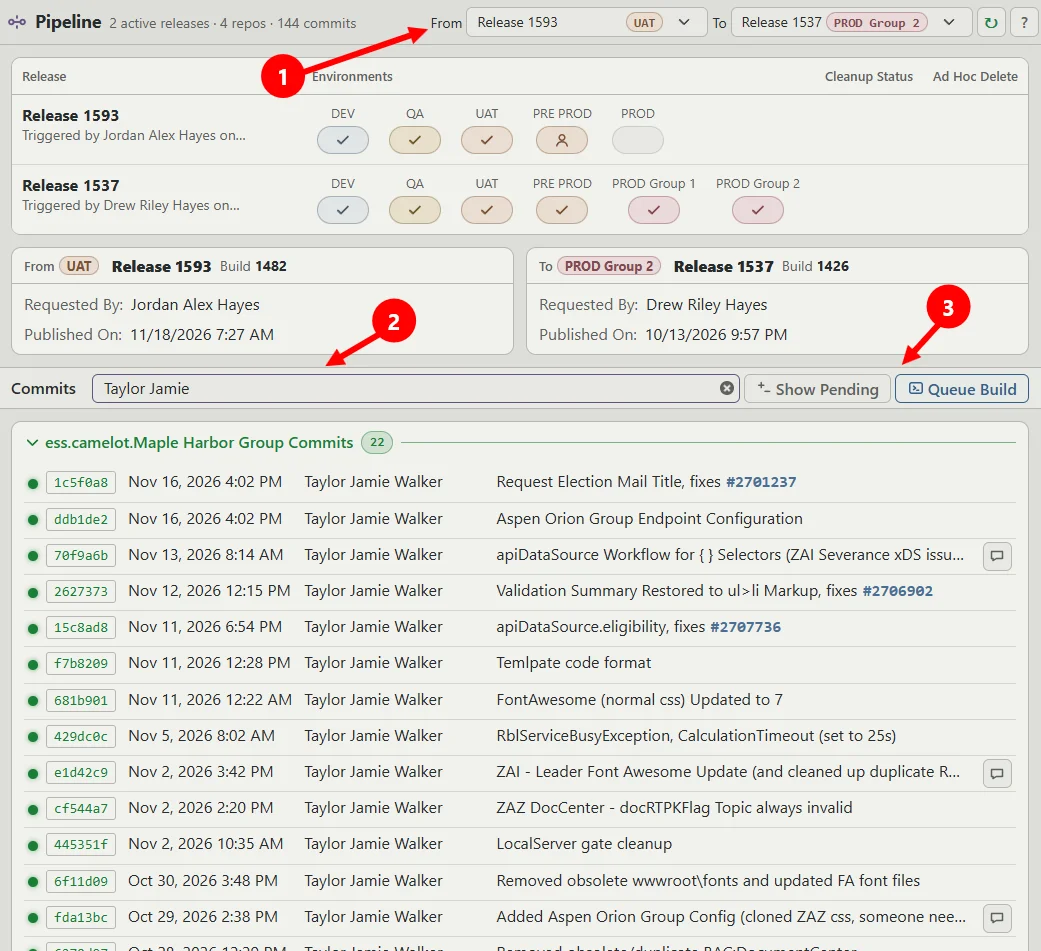 Pipeline 2 active releases · 4 repos · 144 commits From Release 1593 UAT To Release 1537 PROD Group 2 ?
1
Release Environments Cleanup Status Ad Hoc Delete
Release 1593
Triggered by Jordan Alex Hayes on...
DEV QA UAT PRE PROD PROD
Release 1537
Triggered by Drew Riley Hayes on...
DEV QA UAT PRE PROD PROD Group 1 PROD Group 2
From UAT Release 1593 Build 1482
Requested By: Jordan Alex Hayes
Published On: 11/18/2026 7:27 AM
To PROD Group 2 Release 1537 Build 1426
Requested By: Drew Riley Hayes
Published On: 10/13/2026 9:57 PM
2
3
Commits Taylor Jamie Show Pending Queue Build
ess.camelot.Maple Harbor Group Commits 22
1c5f0a8 Nov 16, 2026 4:02 PM Taylor Jamie Walker Request Election Mail Title, fixes #2701237
ddb1de2 Nov 16, 2026 4:02 PM Taylor Jamie Walker Aspen Orion Group Endpoint Configuration
70f9a6b Nov 13, 2026 8:14 AM Taylor Jamie Walker apiDataSource Workflow for { } Selectors (ZAI Severance xDS issu...
2627373 Nov 12, 2026 12:15 PM Taylor Jamie Walker Validation Summary Restored to ul>li Markup, fixes #2706902
15c8ad8 Nov 11, 2026 6:54 PM Taylor Jamie Walker apiDataSource.eligibility, fixes #2707736
f7b8209 Nov 11, 2026 12:28 PM Taylor Jamie Walker Temlpate code format
681b901 Nov 11, 2026 12:22 AM Taylor Jamie Walker FontAwesome (normal css) Updated to 7
429dc0c Nov 5, 2026 8:02 AM Taylor Jamie Walker RblServiceBusyException, CalculationTimeout (set to 25s)
e1d42c9 Nov 2, 2026 3:42 PM Taylor Jamie Walker ZAI - Leader Font Awesome Update (and cleaned up duplicate R...
cf544a7 Nov 2, 2026 2:20 PM Taylor Jamie Walker ZAZ DocCenter - docRTPKFlag Topic always invalid
445351f Nov 2, 2026 10:35 AM Taylor Jamie Walker LocalServer gate cleanup
6f11d09 Oct 30, 2026 3:48 PM Taylor Jamie Walker Removed obsolete wwwroot\fonts and updated FA font files
fda13bc Oct 29, 2026 2:38 PM Taylor Jamie Walker Added Aspen Orion Group Config (cloned ZAZ css, someone nee...